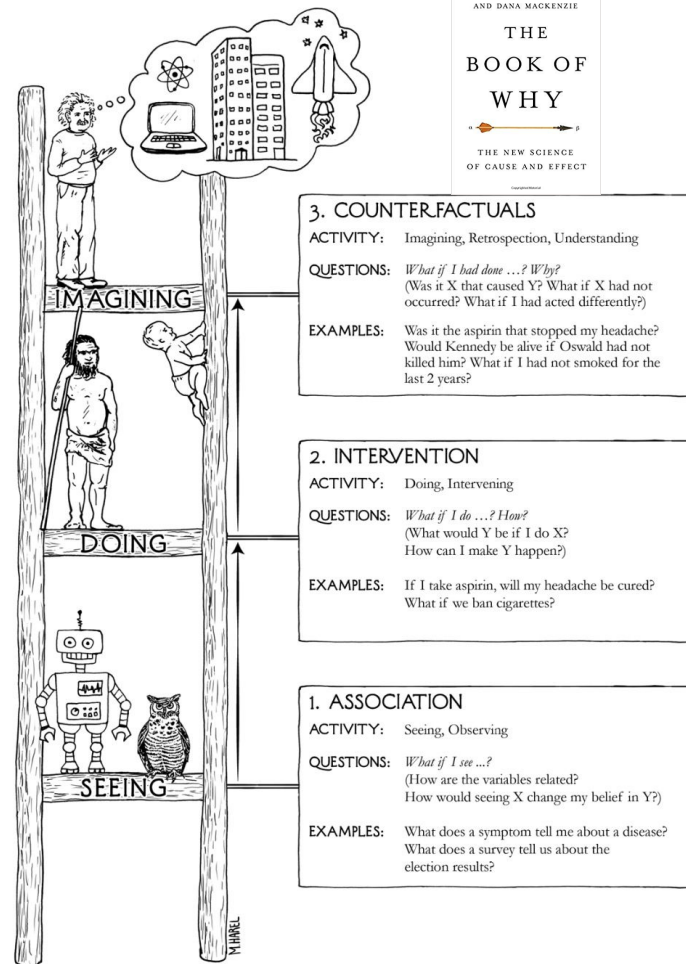 AND DANA MACKENZIE
THE
BOOK OF
WHY
α β
THE NEW SCIENCE
OF CAUSE AND EFFECT
3. COUNTERFACTUALS
ACTIVITY: Imagining, Retrospection, Understanding
QUESTIONS: What if I had done …? Why?
(Was it X that caused Y? What if X had not
occurred? What if I had acted differently?)
EXAMPLES: Was it the aspirin that stopped my headache?
Would Kennedy be alive if Oswald had not
killed him? What if I had not smoked for the
last 2 years?
IMAGINING
2. INTERVENTION
ACTIVITY: Doing, Intervening
QUESTIONS: What if I do …? How?
(What would Y be if I do X?
How can I make Y happen?)
EXAMPLES: If I take aspirin, will my headache be cured?
What if we ban cigarettes?
DOING
1. ASSOCIATION
ACTIVITY: Seeing, Observing
QUESTIONS: What if I see ...?
(How are the variables related?
How would seeing X change my belief in Y?)
EXAMPLES: What does a symptom tell me about a disease?
What does a survey tell us about the
election results?
SEEING
M.HAREL